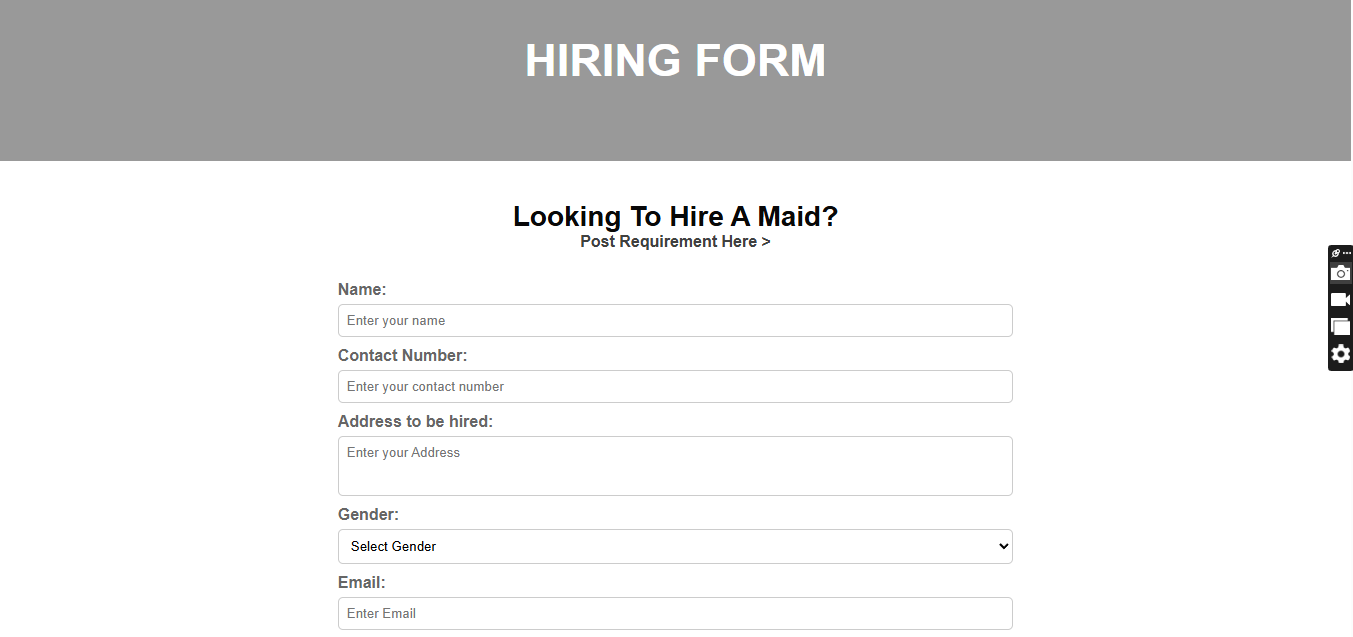 HIRING FORM
Looking To Hire A Maid?
Post Requirement Here >
Name:
Enter your name
Contact Number:
Enter your contact number
Address to be hired:
Enter your Address
Gender:
Select Gender
Email:
Enter Email